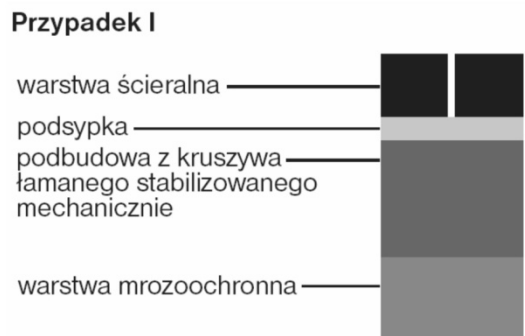 Przypadek I
warstwa ścieralna
podsypka
podbudowa z kruszywa
łamanego stabilizowanego
mechanicznie
warstwa mrozoochronna